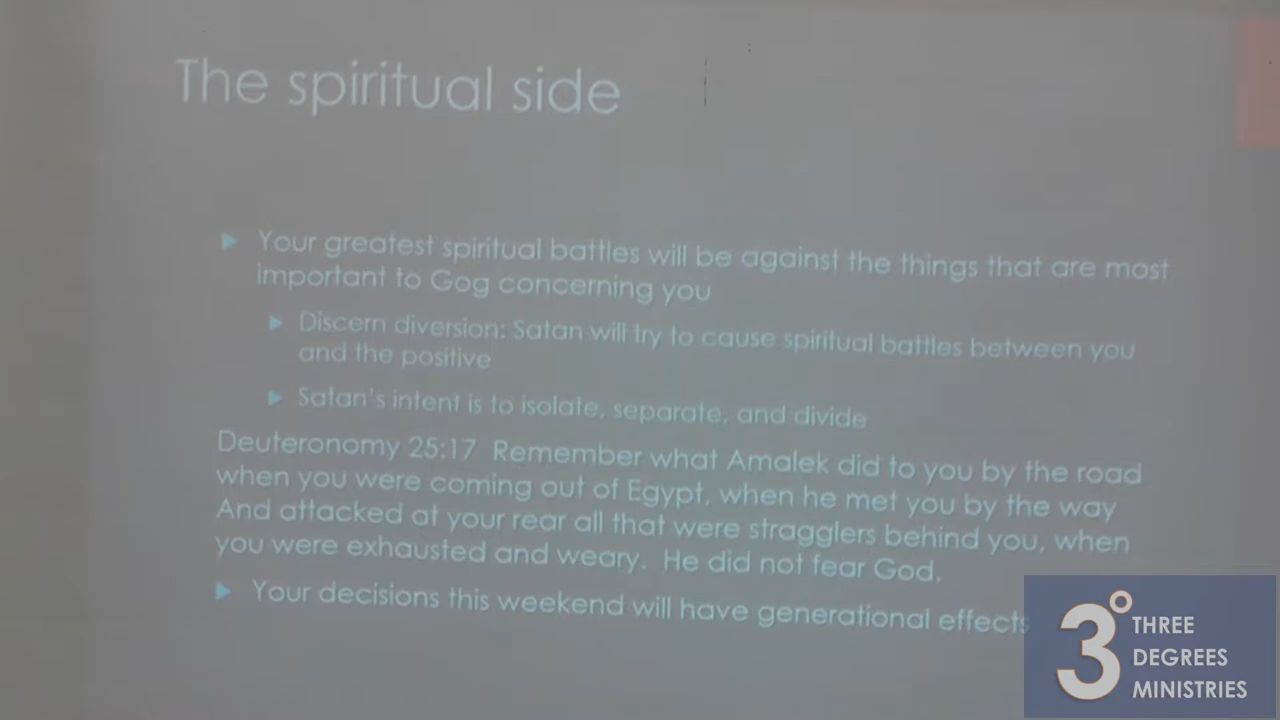 The spiritual side
Your greatest spiritual battles will be against the things that are most
important to Gog concerning you
Discern diversion: Satan will try to cause spiritual battles between you
and the positive
Satan's intent is to isolate, separate, and divide
Deuteronomy 25:17 Remember what Amalek did to you by the road
when you were coming out of Egypt, when he met you by the way
And attacked at your rear all that were stragglers behind you, when
you were exhausted and weary. He did not fear God.
Your decisions this weekend will have generational effects
3° THREE
DEGREES
MINISTRIES